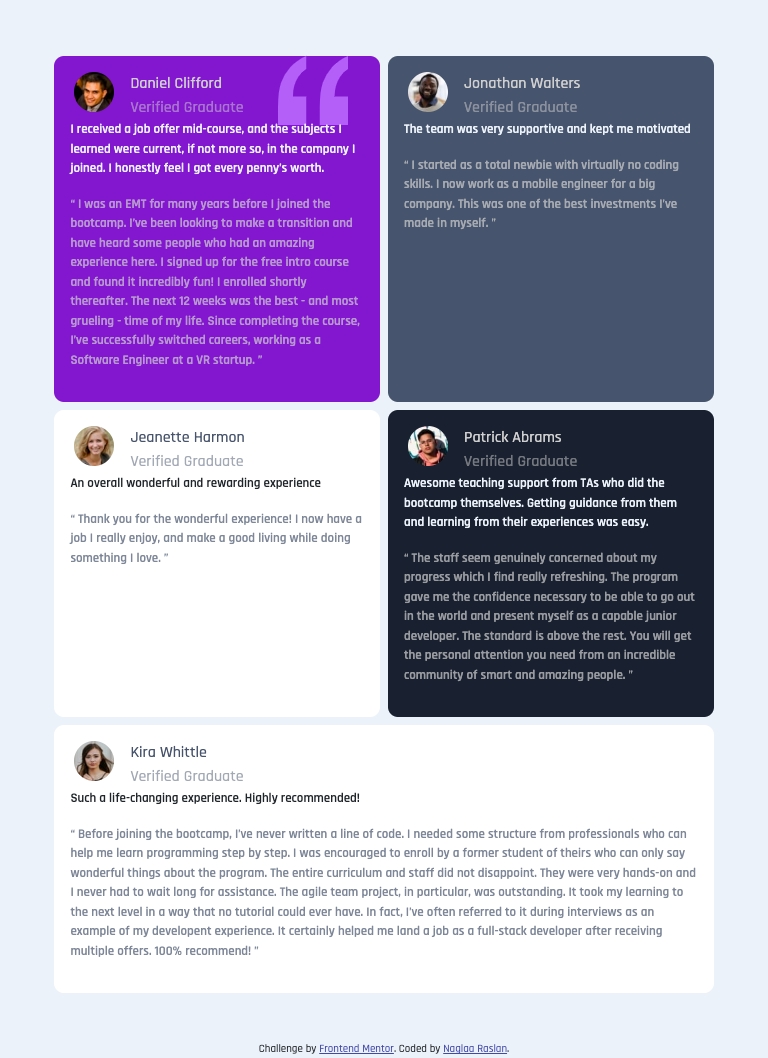 Daniel Clifford
Verified Graduate
I received a job offer mid-course, and the subjects I
learned were current, if not more so, in the company I
joined. I honestly feel I got every penny's worth.
“ I was an EMT for many years before I joined the
bootcamp. I've been looking to make a transition and
have heard some people who had an amazing
experience here. I signed up for the free intro course
and found it incredibly fun! I enrolled shortly
thereafter. The next 12 weeks was the best - and most
grueling - time of my life. Since completing the course,
I've successfully switched careers, working as a
Software Engineer at a VR startup. ”
Jonathan Walters
Verified Graduate
The team was very supportive and kept me motivated
“ I started as a total newbie with virtually no coding
skills. I now work as a mobile engineer for a big
company. This was one of the best investments I've
made in myself. ”
Jeanette Harmon
Verified Graduate
An overall wonderful and rewarding experience
“ Thank you for the wonderful experience! I now have a
job I really enjoy, and make a good living while doing
something I love. ”
Patrick Abrams
Verified Graduate
Awesome teaching support from TAs who did the
bootcamp themselves. Getting guidance from them
and learning from their experiences was easy.
“ The staff seem genuinely concerned about my
progress which I find really refreshing. The program
gave me the confidence necessary to be able to go out
in the world and present myself as a capable junior
developer. The standard is above the rest. You will get
the personal attention you need from an incredible
community of smart and amazing people. ”
Kira Whittle
Verified Graduate
Such a life-changing experience. Highly recommended!
“ Before joining the bootcamp, I've never written a line of code. I needed some structure from professionals who can
help me learn programming step by step. I was encouraged to enroll by a former student of theirs who can only say
wonderful things about the program. The entire curriculum and staff did not disappoint. They were very hands-on and
I never had to wait long for assistance. The agile team project, in particular, was outstanding. It took my learning to
the next level in a way that no tutorial could ever have. In fact, I've often referred to it during interviews as an
example of my developent experience. It certainly helped me land a job as a full-stack developer after receiving
multiple offers. 100% recommend! ”
Challenge by Frontend Mentor. Coded by Naglaa Raslan.